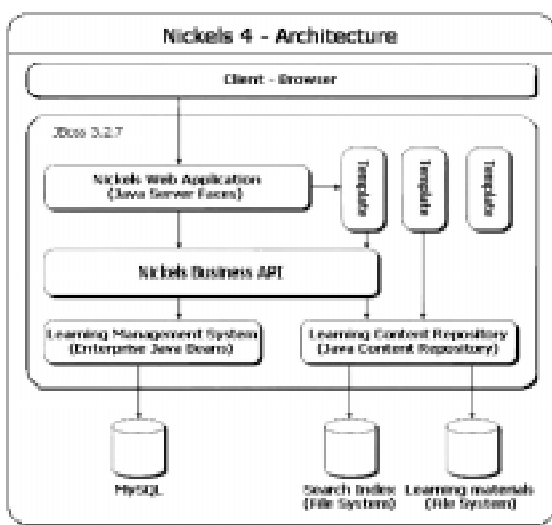 Nickels 4 - Architecture
Client - Browser
JBoss 3.2.7
Nickels Web Application
(Java Server Faces)
Template
Template
Template
Nickels Business API
Learning Management System
(Enterprise Java Beans)
Learning Content Repository
(Java Content Repository)
MySQL
Search Index
(File System)
Learning materials
(File System)